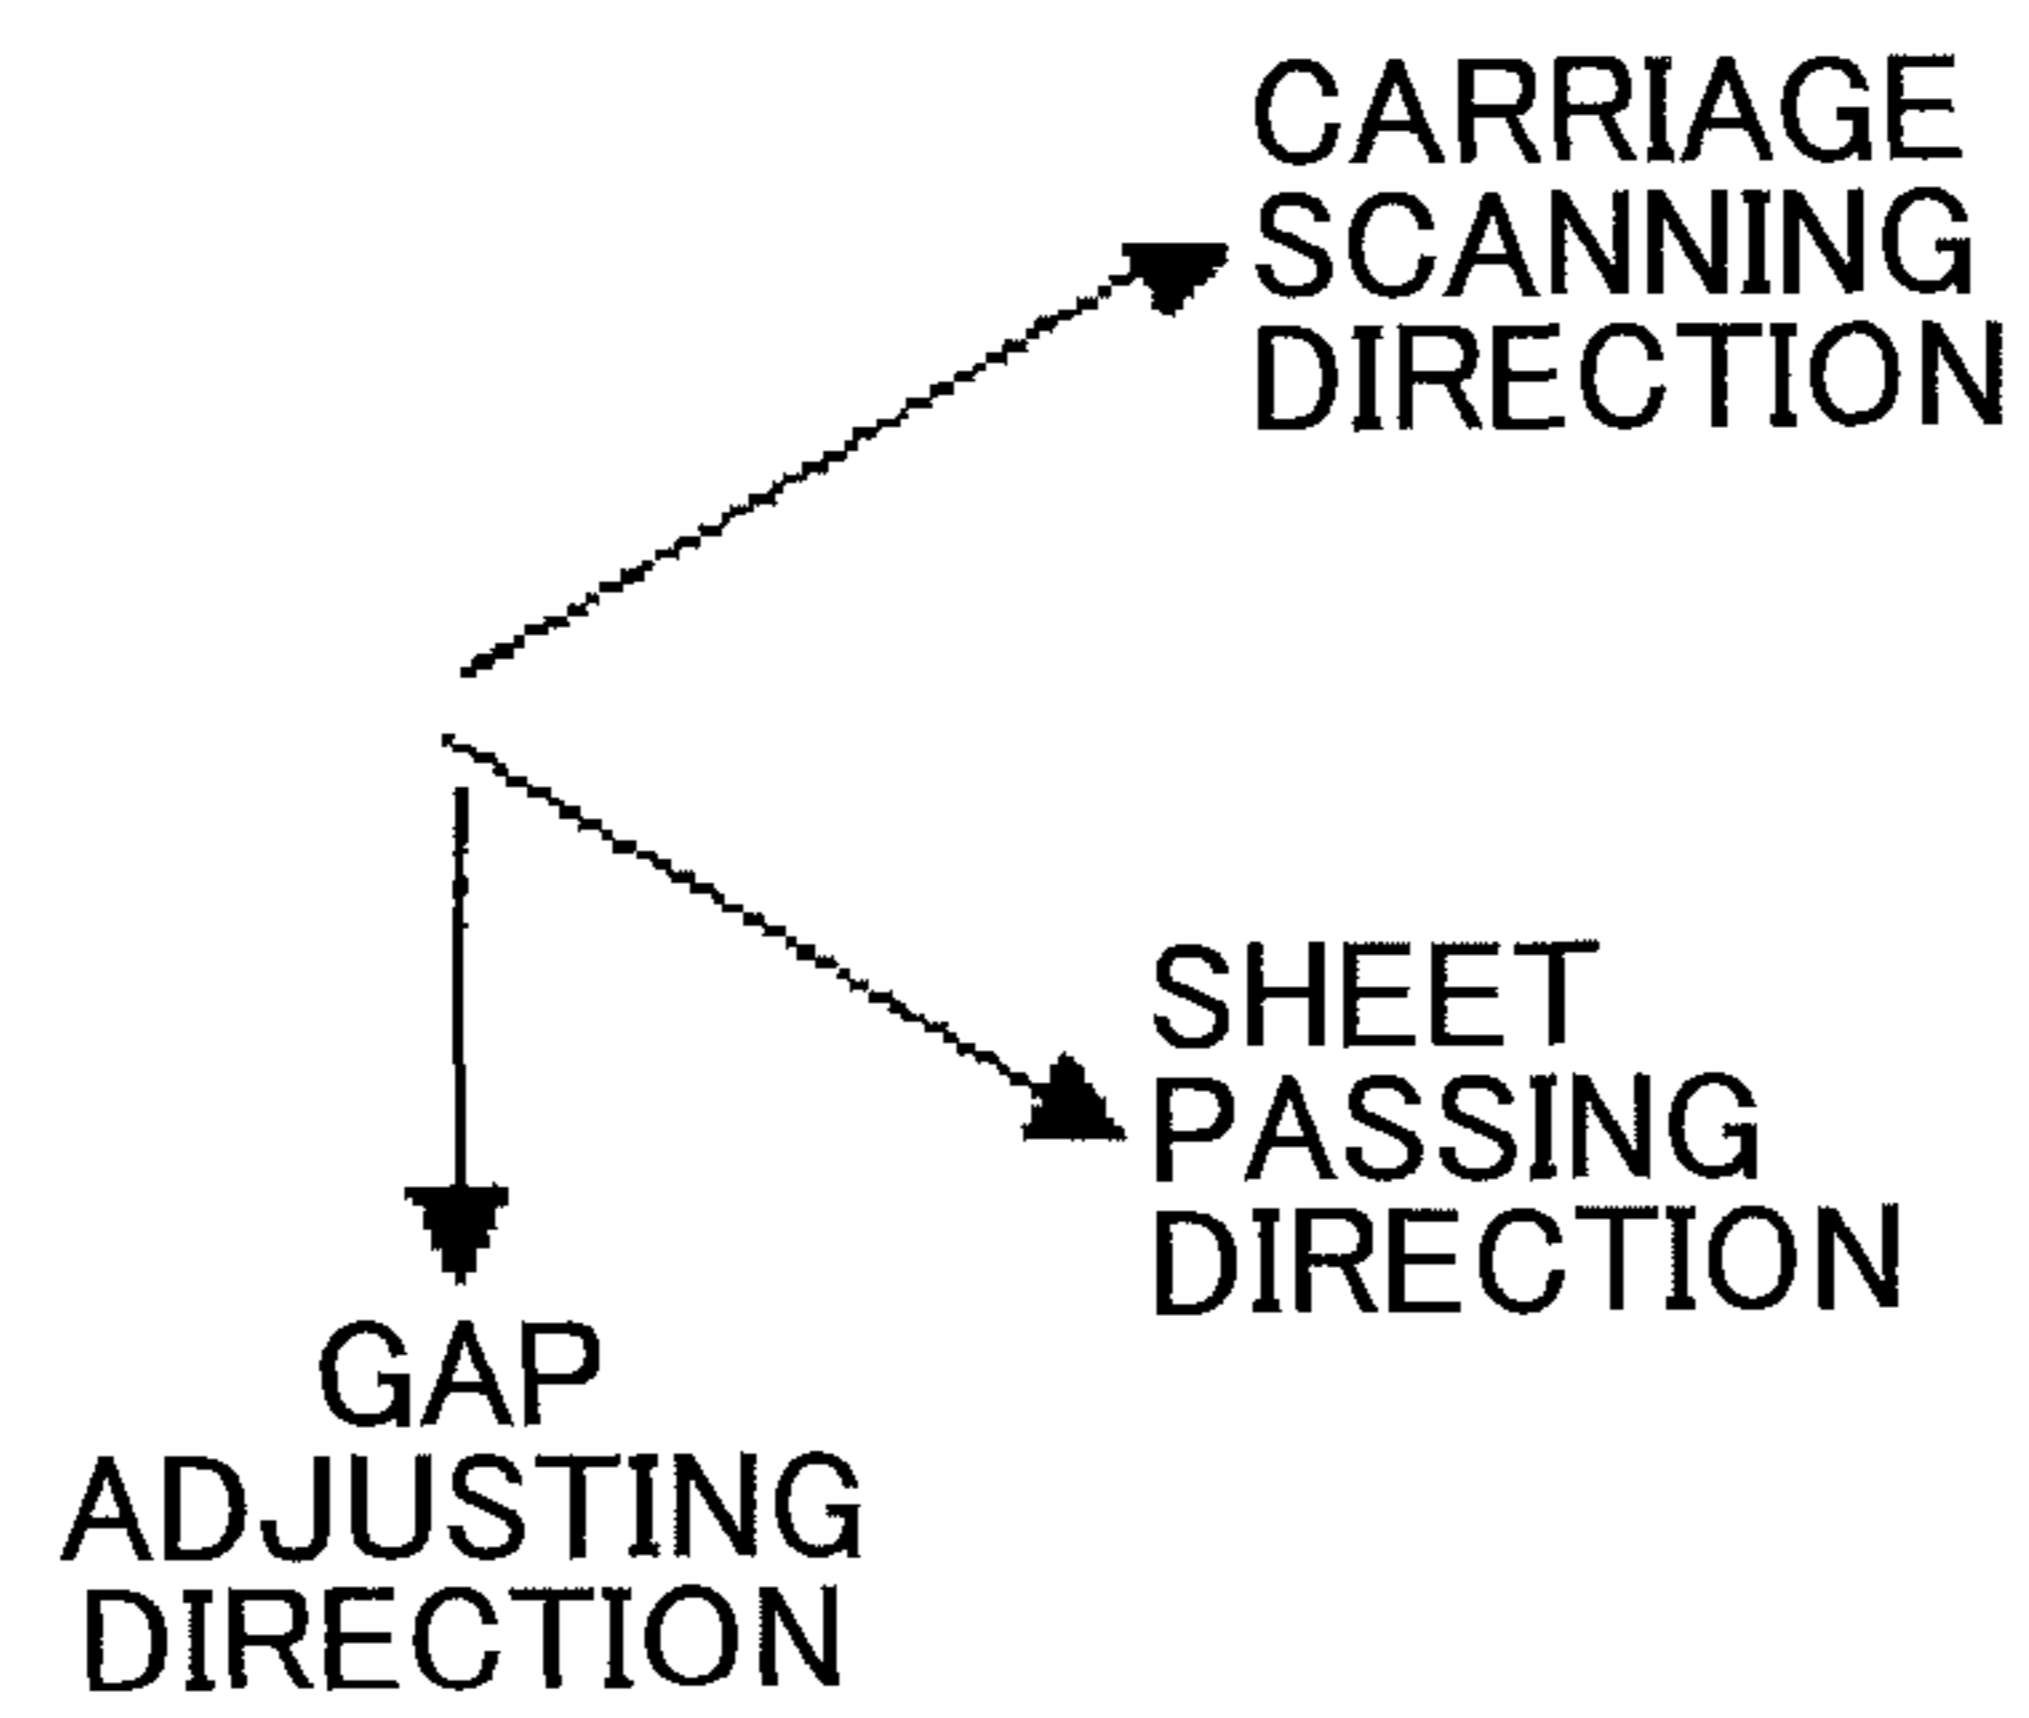 CARRIAGE
SCANNING
DIRECTION
SHEET
PASSING
DIRECTION
GAP
ADJUSTING
DIRECTION